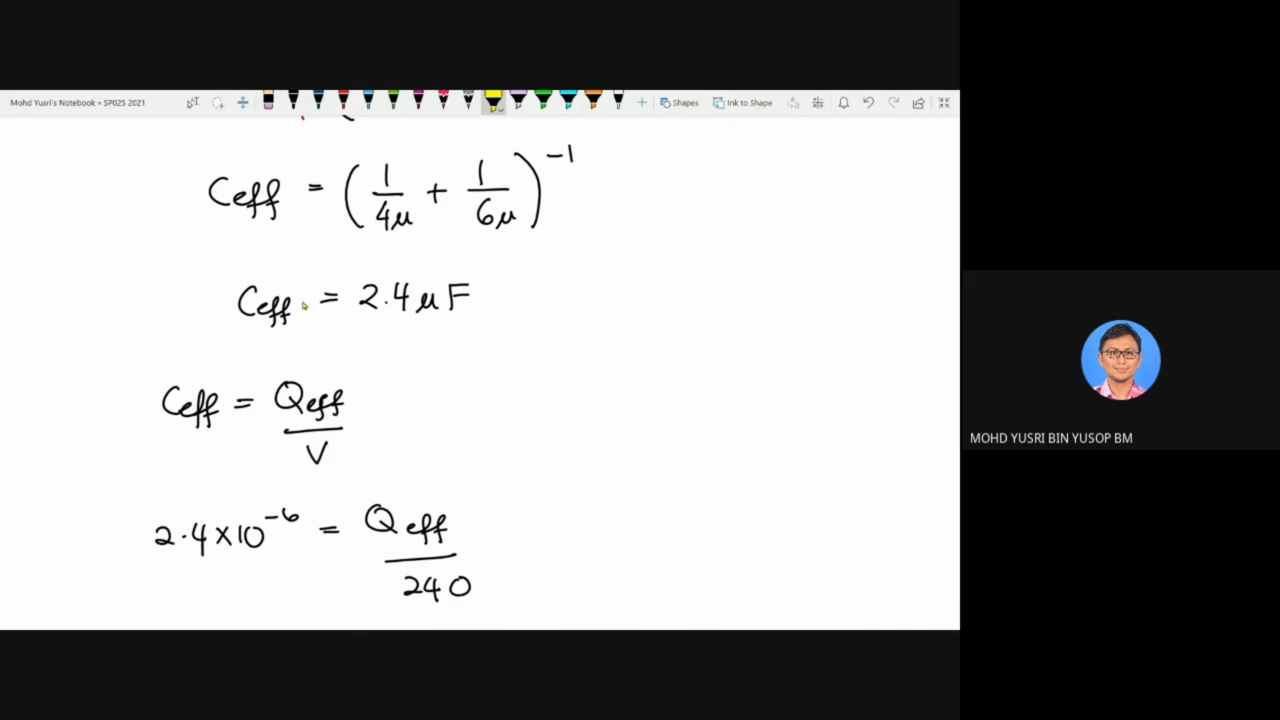 Mohd Yusri's Notebook » SP025 2021
Shapes
Ink to Shape
Ceff = (1/4μ + 1/6μ)^-1
Ceff = 2.4 μF
Ceff = Qeff/V
2.4×10^-6 = Qeff/240
MOHD YUSRI BIN YUSOP BM